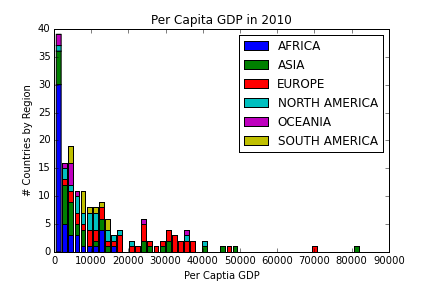 Per Capita GDP in 2010
# Countries by Region
40
35
30
25
20
15
10
5
0
AFRICA
ASIA
EUROPE
NORTH AMERICA
OCEANIA
SOUTH AMERICA
0 10000 20000 30000 40000 50000 60000 70000 80000 90000
Per Captia GDP